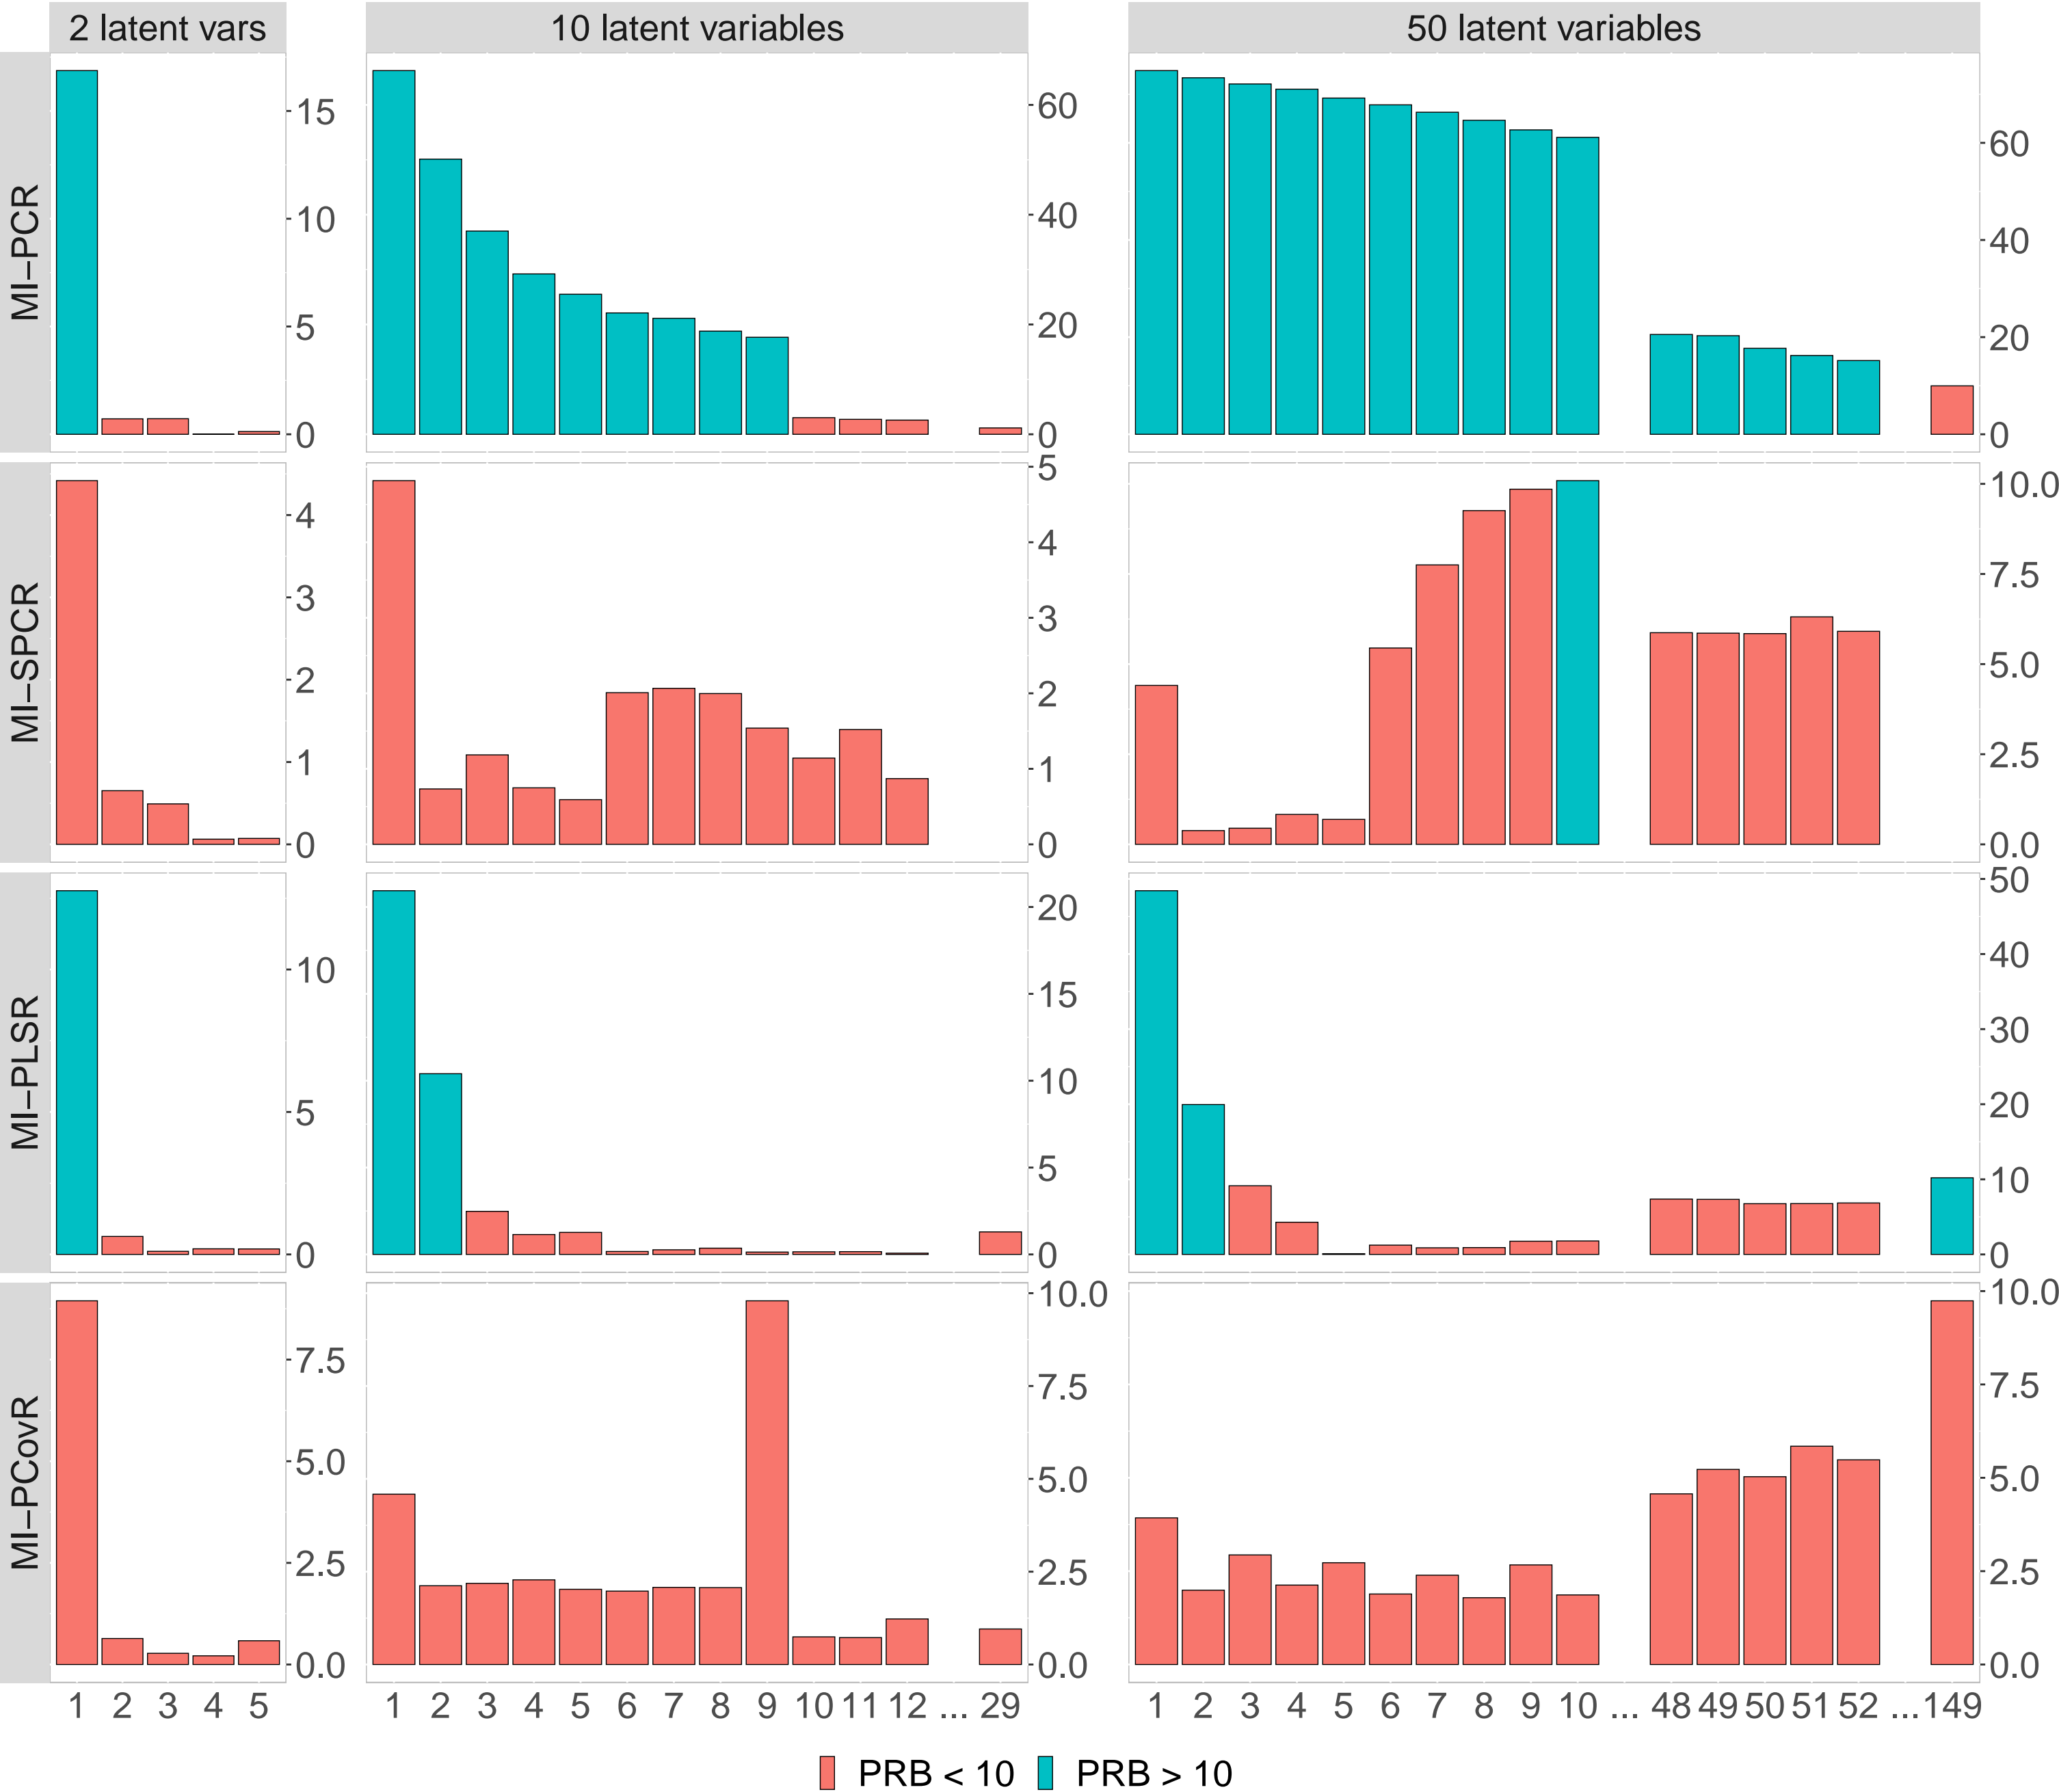 2 latent vars 10 latent variables 50 latent variables
MI−PCR
0 5 10 15
0 20 40 60
0 20 40 60
MI−SPCR
0 1 2 3 4
0 1 2 3 4 5
0.0 2.5 5.0 7.5 10.0
MI−PLSR
0 5 10
0 5 10 15 20
0 10 20 30 40 50
MI−PCovR
0.0 2.5 5.0 7.5
0.0 2.5 5.0 7.5 10.0
0.0 2.5 5.0 7.5 10.0
1 2 3 4 5 1 2 3 4 5 6 7 8 9 10 11 12 ... 29 1 2 3 4 5 6 7 8 9 10 ... 48 49 50 51 52 ... 149
PRB < 10 PRB > 10